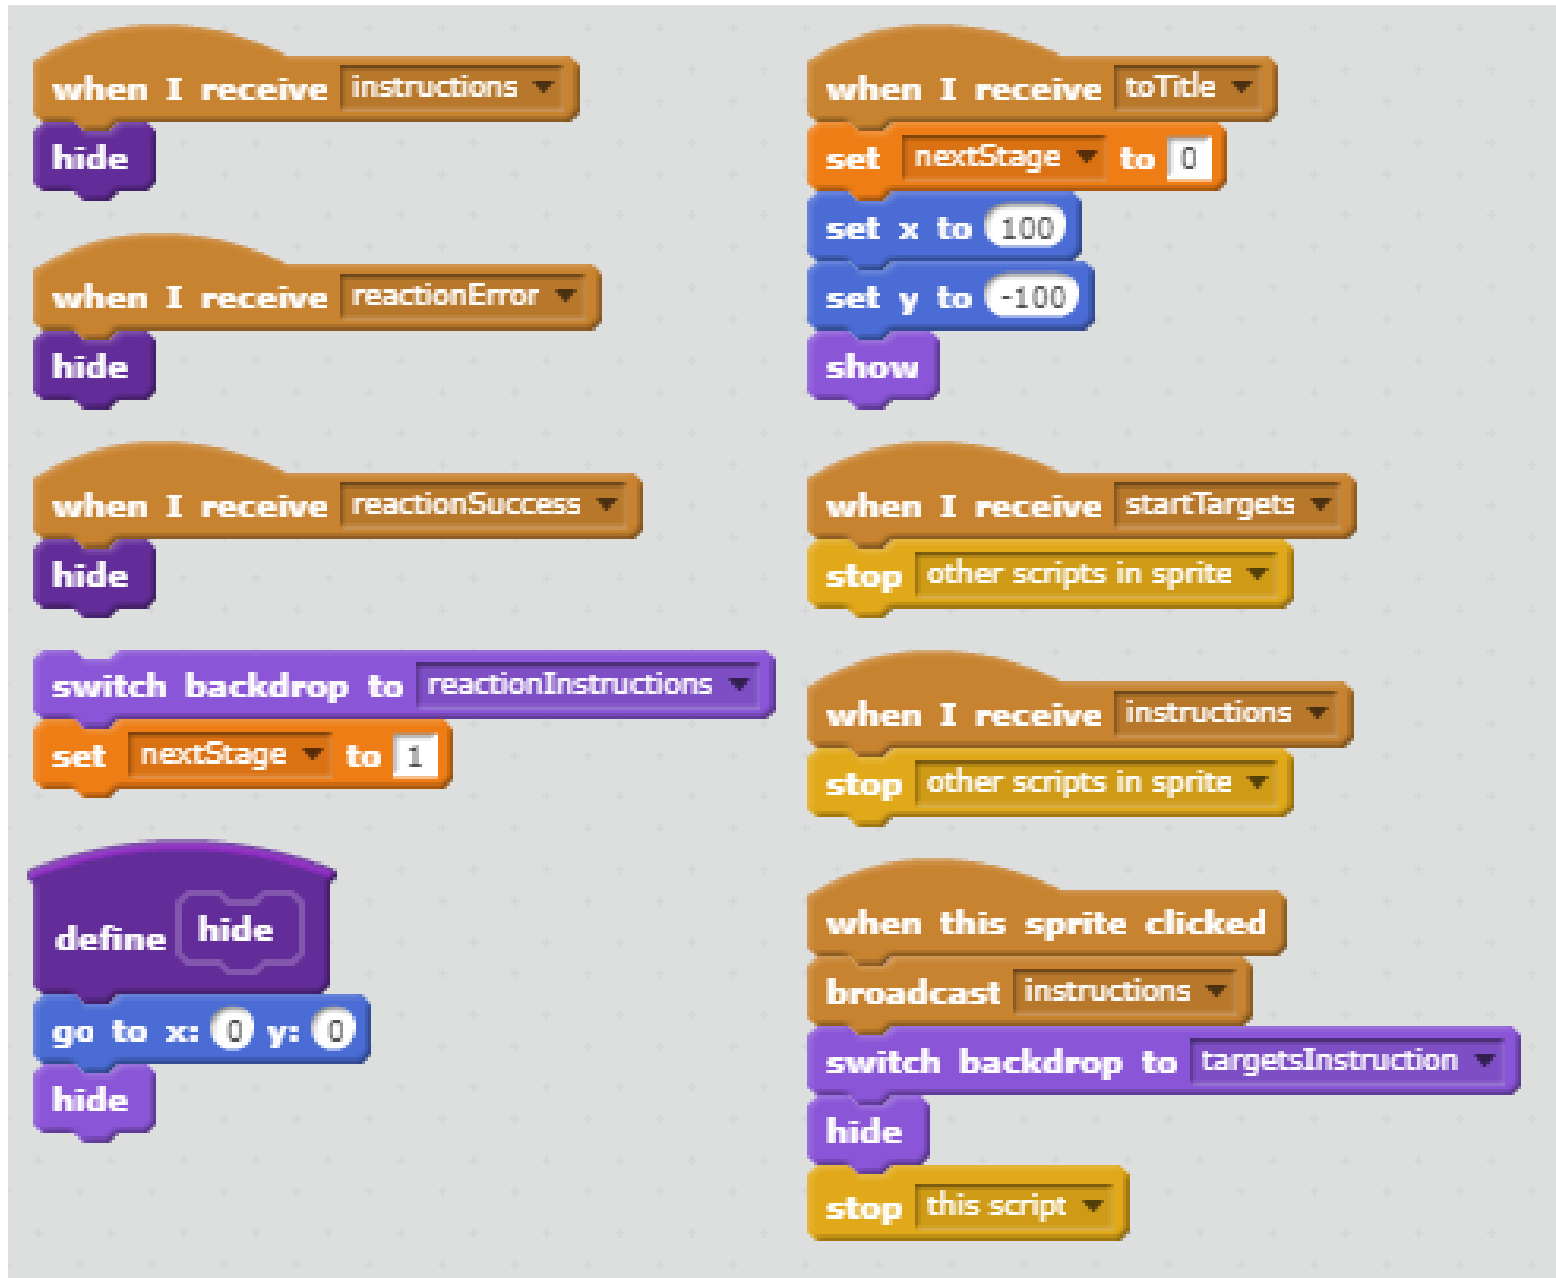 when I receive instructions
hide
when I receive reactionError
hide
when I receive reactionSuccess
hide
switch backdrop to reactionInstructions
set nextStage to 1
define hide
go to x: 0 y: 0
hide
when I receive toTitle
set nextStage to 0
set x to 100
set y to -100
show
when I receive startTargets
stop other scripts in sprite
when I receive instructions
stop other scripts in sprite
when this sprite clicked
broadcast instructions
switch backdrop to targetsInstruction
hide
stop this script